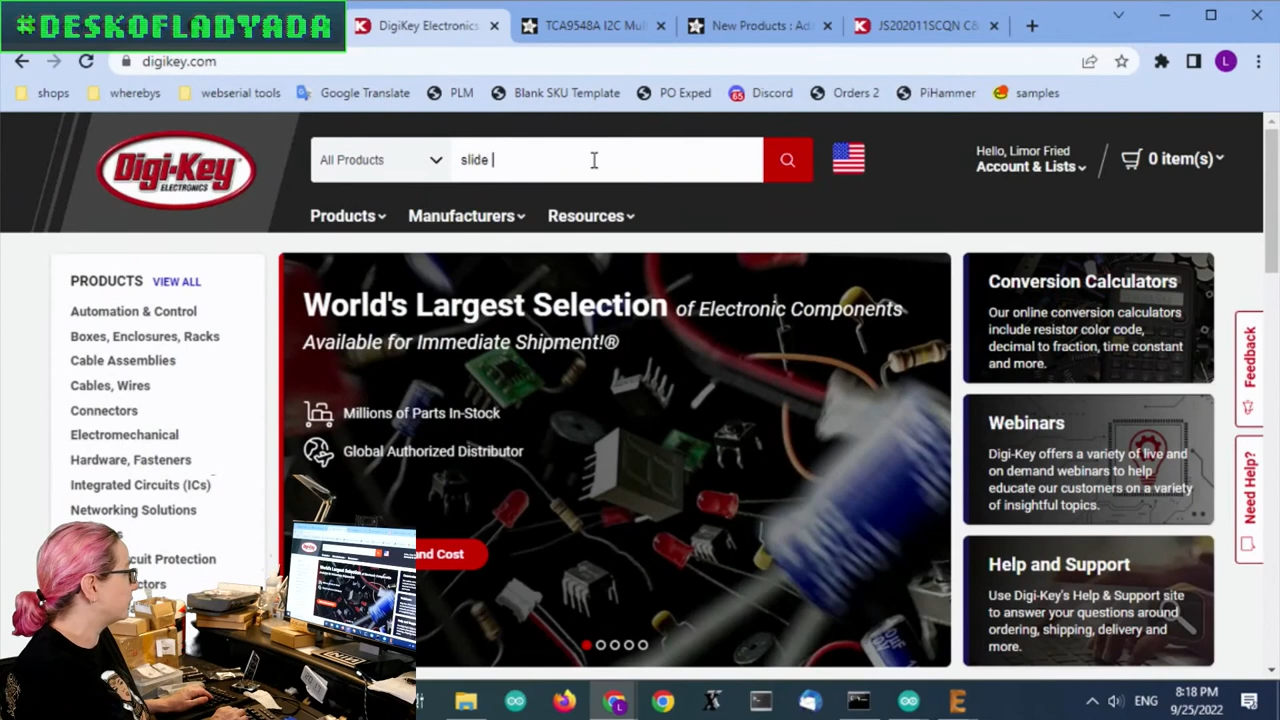 #DESKOFLADYADA
DigiKey Electronics
TCA9548A I2C Mul
New Products : Ad
JS202011SCQN C&
digikey.com
L
shops
whereby
webserial tools
Google Translate
PLM
Blank SKU Template
PO Exped
65
Discord
Orders 2
PiHammer
samples
Digi-Key
ELECTRONICS
All Products
slide
Hello, Limor Fried
Account & Lists
0 item(s)
Products
Manufacturers
Resources
PRODUCTS VIEW ALL
Automation & Control
Boxes, Enclosures, Racks
Cable Assemblies
Cables, Wires
Connectors
Electromechanical
Hardware, Fasteners
Integrated Circuits (ICs)
Networking Solutions
cuit Protection
ctors
World's Largest Selection of Electronic Components
Available for Immediate Shipment!®
Millions of Parts In-Stock
Global Authorized Distributor
nd Cost
Conversion Calculators
Our online conversion calculators
include resistor color code,
decimal to fraction, time constant
and more.
Webinars
Digi-Key offers a variety of live and
on demand webinars to help
educate our customers on a variety
of insightful topics.
Help and Support
Use Digi-Key's Help & Support site
to answer your questions around
ordering, shipping, delivery and
more.
Feedback
Need Help?
ENG
8:18 PM
9/25/2022